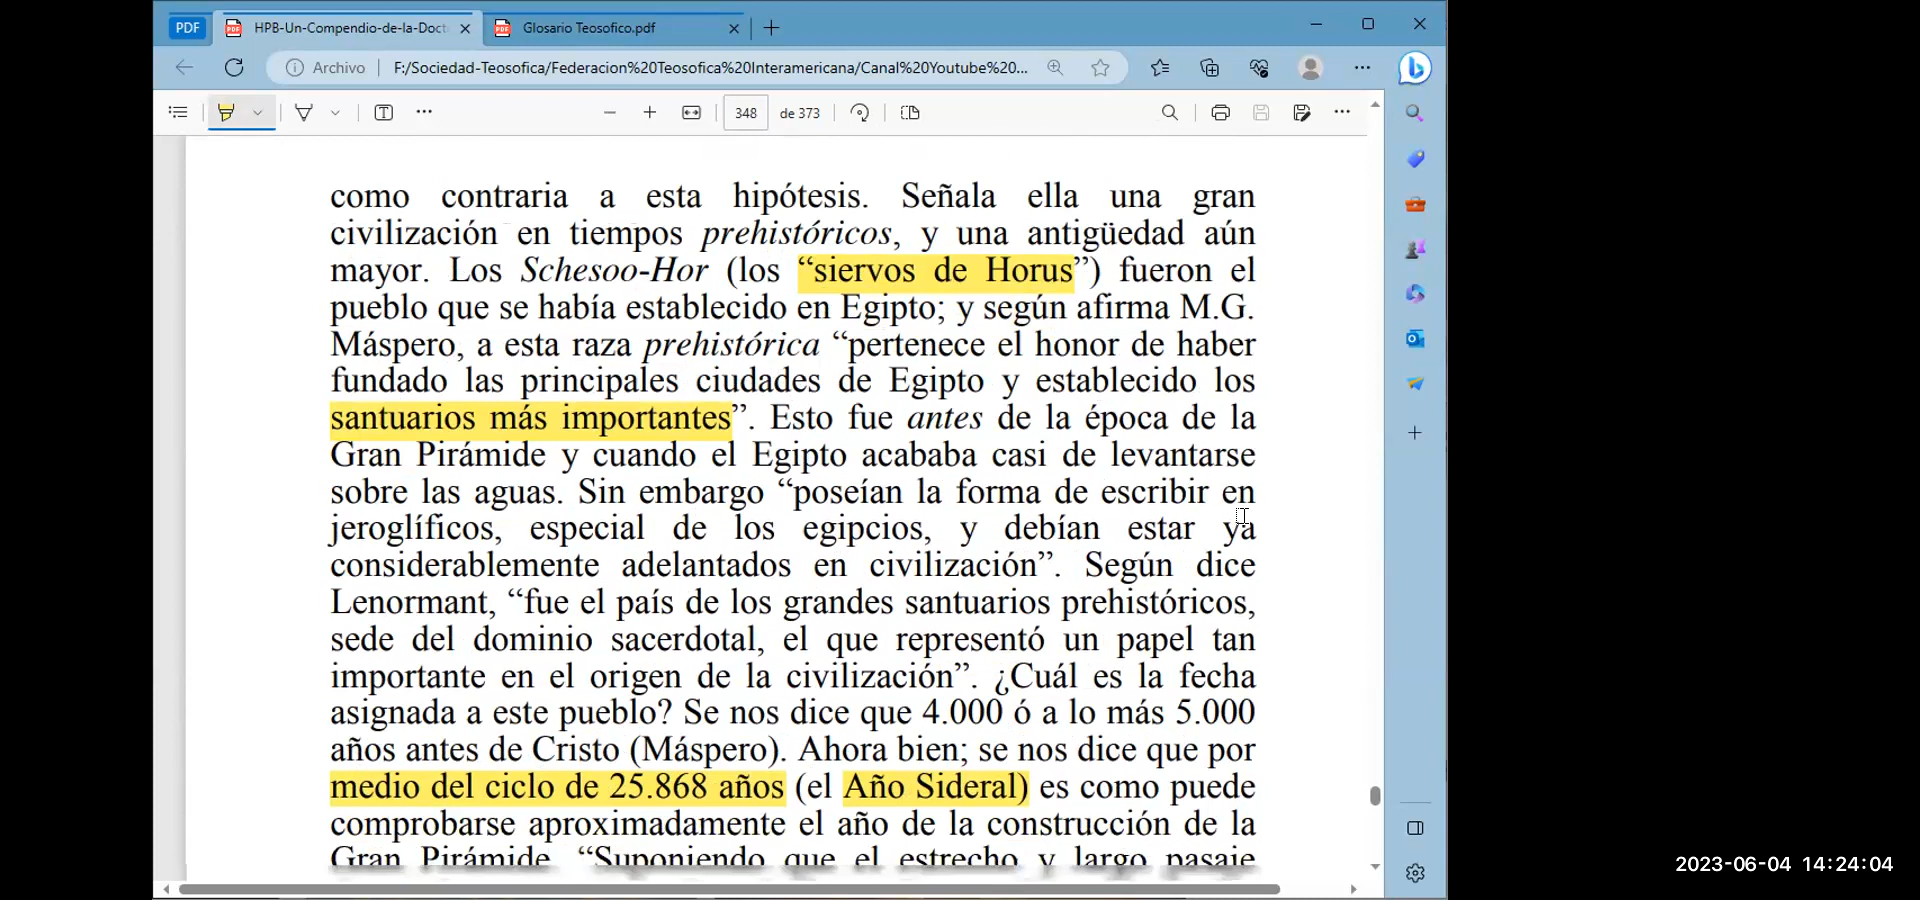 PDF
HPB-Un-Compendio-de-la-Doct
Glosario Teosofico.pdf
Archivo
F:/Sociedad-Teosofica/Federacion%20Teosofica%20Interamericana/Canal%20Youtube%20...
348
de 373
como contraria a esta hipótesis. Señala ella una gran
civilización en tiempos prehistóricos, y una antigüedad aún
mayor. Los Schesoo-Hor (los “siervos de Horus”) fueron el
pueblo que se había establecido en Egipto; y según afirma M.G.
Máspero, a esta raza prehistórica “pertenece el honor de haber
fundado las principales ciudades de Egipto y establecido los
santuarios más importantes”. Esto fue antes de la época de la
Gran Pirámide y cuando el Egipto acababa casi de levantarse
sobre las aguas. Sin embargo “poseían la forma de escribir en
jeroglíficos, especial de los egipcios, y debían estar ya
considerablemente adelantados en civilización”. Según dice
Lenormant, “fue el país de los grandes santuarios prehistóricos,
sede del dominio sacerdotal, el que representó un papel tan
importante en el origen de la civilización”. ¿Cuál es la fecha
asignada a este pueblo? Se nos dice que 4.000 ó a lo más 5.000
años antes de Cristo (Máspero). Ahora bien; se nos dice que por
medio del ciclo de 25.868 años (el Año Sideral) es como puede
comprobarse aproximadamente el año de la construcción de la
Gran Pirámide. “Suponiendo que el estrecho y largo pasaje
2023-06-04 14:24:04